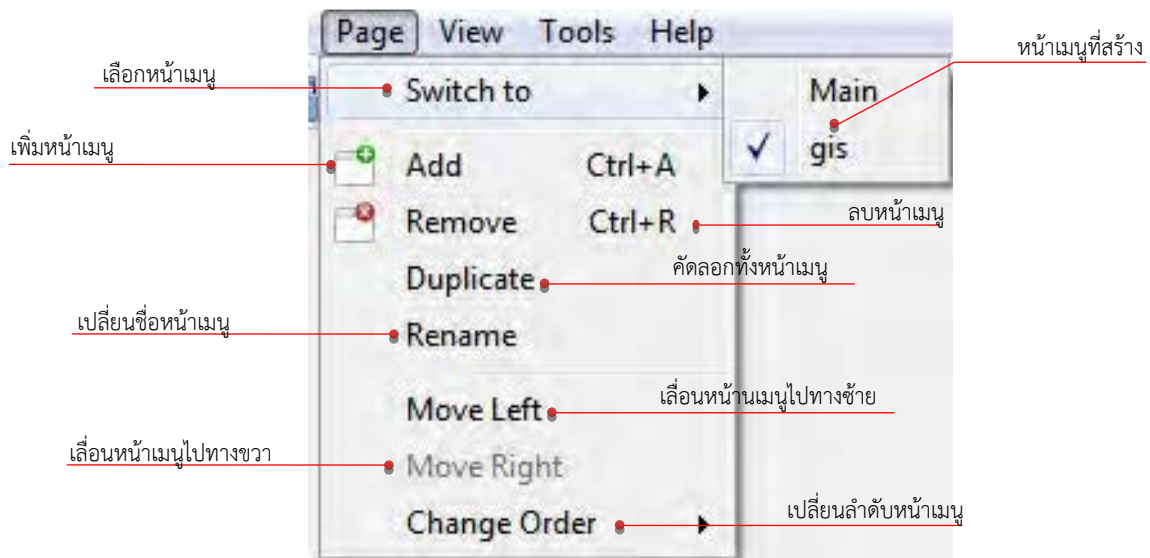 Page View Tools Help
หน้าเมนูที่สร้าง
เลือกหน้าเมนู
Switch to
Main
เพิ่มหน้าเมนู
Add Ctrl+A
gis
Remove Ctrl+R
ลบหน้าเมนู
คัดลอกทั้งหน้าเมนู
Duplicate
เปลี่ยนชื่อหน้าเมนู
Rename
เลื่อนหน้านเมนูไปทางซ้าย
Move Left
เลื่อนหน้าเมนูไปทางขวา
Move Right
เปลี่ยนลำดับหน้าเมนู
Change Order